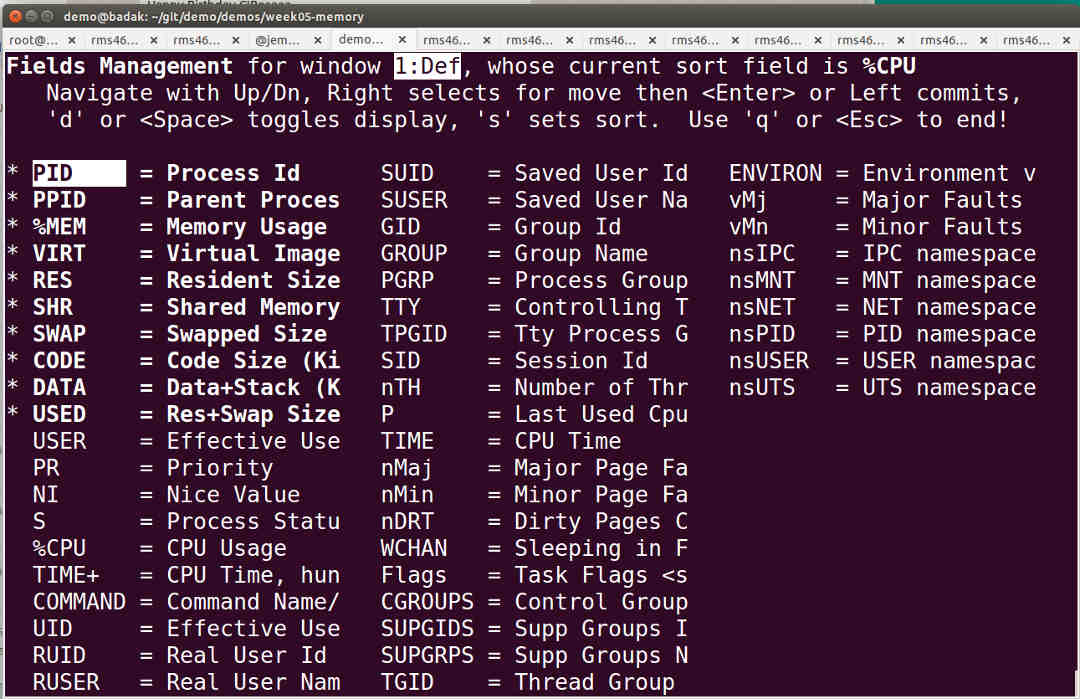 demo@badak: ~/git/demo/demos/week05-memory
root@... × rms46... × rms46... × @jem... × demo... × rms46... × rms46... × rms46... × rms46... × rms46... × rms46... × rms46... × rms46... ×
Fields Management for window 1:Def, whose current sort field is %CPU
Navigate with Up/Dn, Right selects for move then <Enter> or Left commits,
'd' or <Space> toggles display, 's' sets sort. Use 'q' or <Esc> to end!
* PID = Process Id SUID = Saved User Id ENVIRON = Environment v
* PPID = Parent Proces SUSER = Saved User Na vMj = Major Faults
* %MEM = Memory Usage GID = Group Id vMn = Minor Faults
* VIRT = Virtual Image GROUP = Group Name nsIPC = IPC namespace
* RES = Resident Size PGRP = Process Group nsMNT = MNT namespace
* SHR = Shared Memory TTY = Controlling T nsNET = NET namespace
* SWAP = Swapped Size TPGID = Tty Process G nsPID = PID namespace
* CODE = Code Size (Ki SID = Session Id nsUSER = USER namespac
* DATA = Data+Stack (K nTH = Number of Thr nsUTS = UTS namespace
* USED = Res+Swap Size P = Last Used Cpu
USER = Effective Use TIME = CPU Time
PR = Priority nMaj = Major Page Fa
NI = Nice Value nMin = Minor Page Fa
S = Process Statu nDRT = Dirty Pages C
%CPU = CPU Usage WCHAN = Sleeping in F
TIME+ = CPU Time, hun Flags = Task Flags <s
COMMAND = Command Name/ CGROUPS = Control Group
UID = Effective Use SUPGIDS = Supp Groups I
RUID = Real User Id SUPGRPS = Supp Groups N
RUSER = Real User Nam TGID = Thread Group